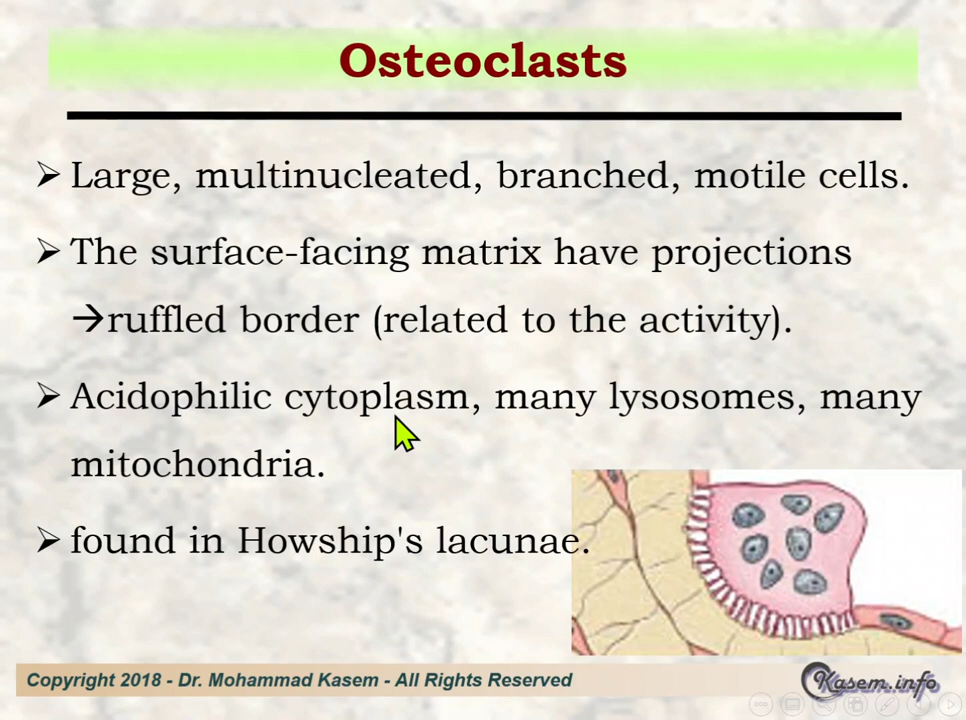 Osteoclasts
➢ Large, multinucleated, branched, motile cells.
➢ The surface-facing matrix have projections
→ruffled border (related to the activity).
➢ Acidophilic cytoplasm, many lysosomes, many
mitochondria.
➢ found in Howship's lacunae.
Copyright 2018 - Dr. Mohammad Kasem - All Rights Reserved
Kasem.info